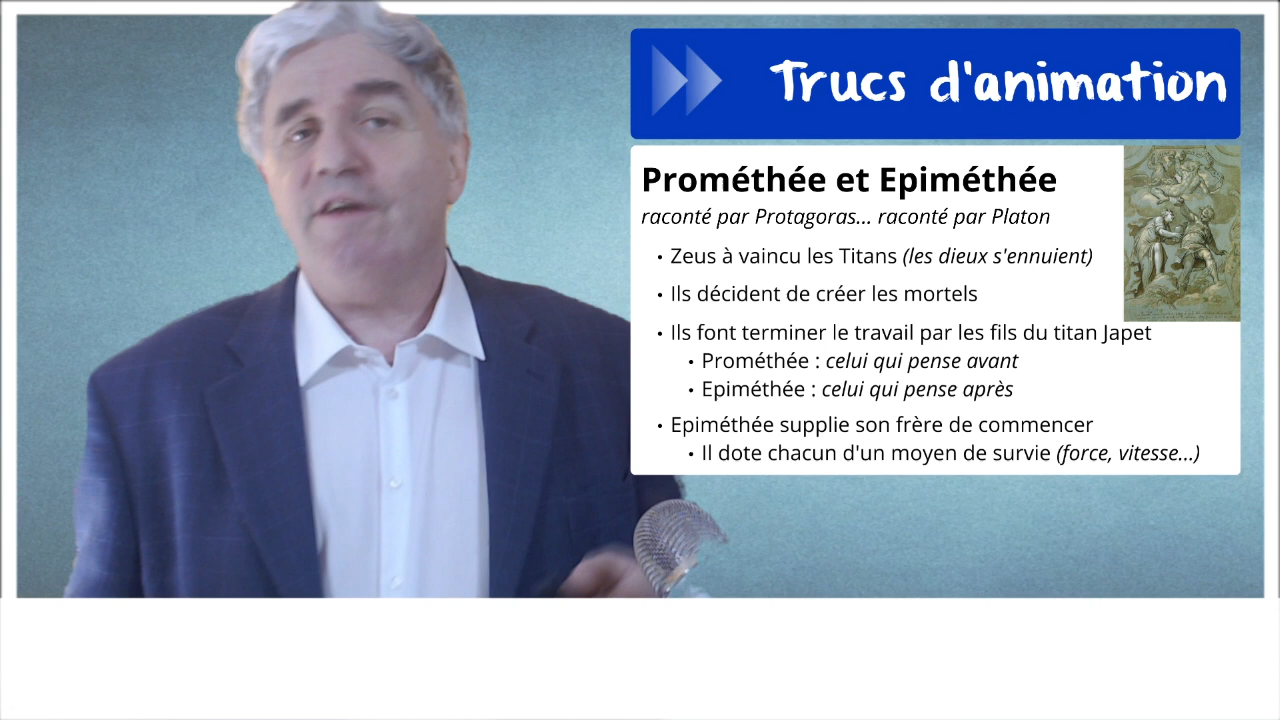 Trucs d'animation
Prométhée et Epiméthée
raconté par Protagoras... raconté par Platon
• Zeus à vaincu les Titans (les dieux s'ennuient)
• Ils décident de créer les mortels
• Ils font terminer le travail par les fils du titan Japet
• Prométhée : celui qui pense avant
• Epiméthée : celui qui pense après
• Epiméthée supplie son frère de commencer
• Il dote chacun d'un moyen de survie (force, vitesse...)